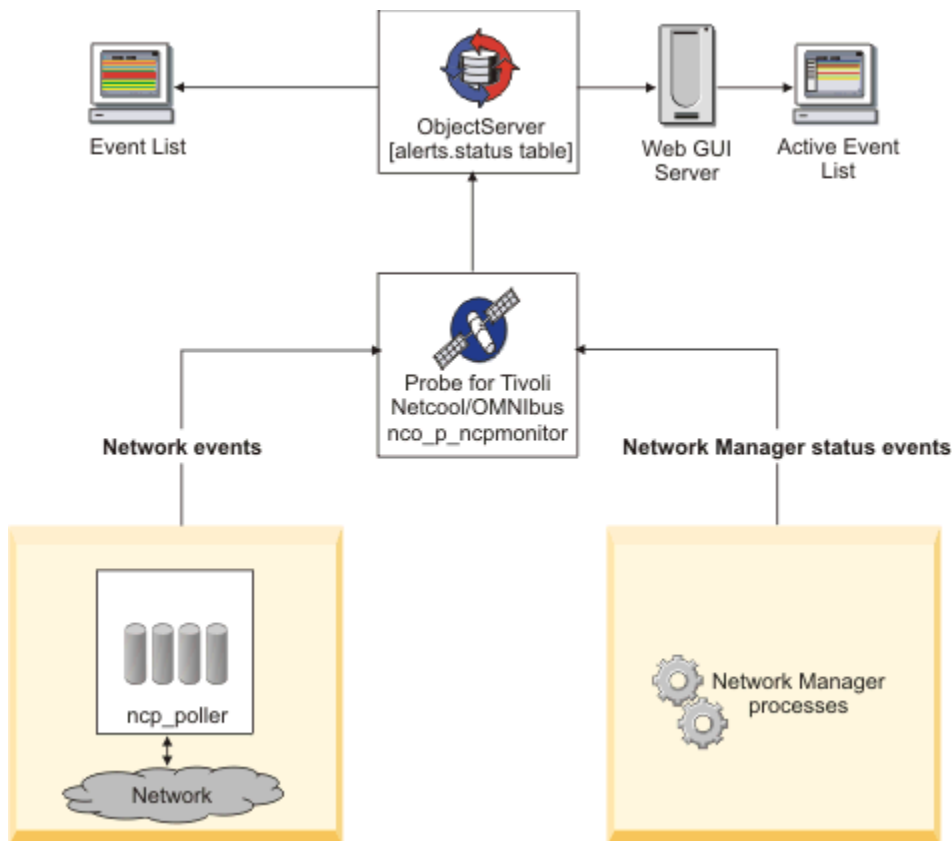 Event List
ObjectServer
[alerts.status table]
Web GUI
Server
Active Event
List
Probe for Tivoli
Netcool/OMNIbus
nco_p_ncpmonitor
Network events
Network Manager status events
ncp_poller
Network
Network Manager
processes